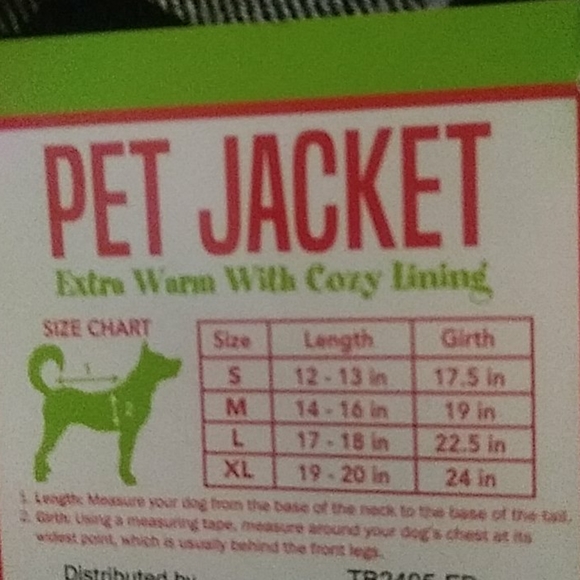 PET JACKET
Extra Warm With Cozy Lining
SIZE CHART
Size Length Girth
S 12 - 13 in 17.5 in
M 14 - 16 in 19 in
L 17 - 18 in 22.5 in
XL 19 - 20 in 24 in
1
2
1. Length: Measure your dog from the base of the neck to the base of the tail.
2. Girth: Using a measuring tape, measure around your dog's chest at its
widest point, which is usually behind the front legs.
Distributed by